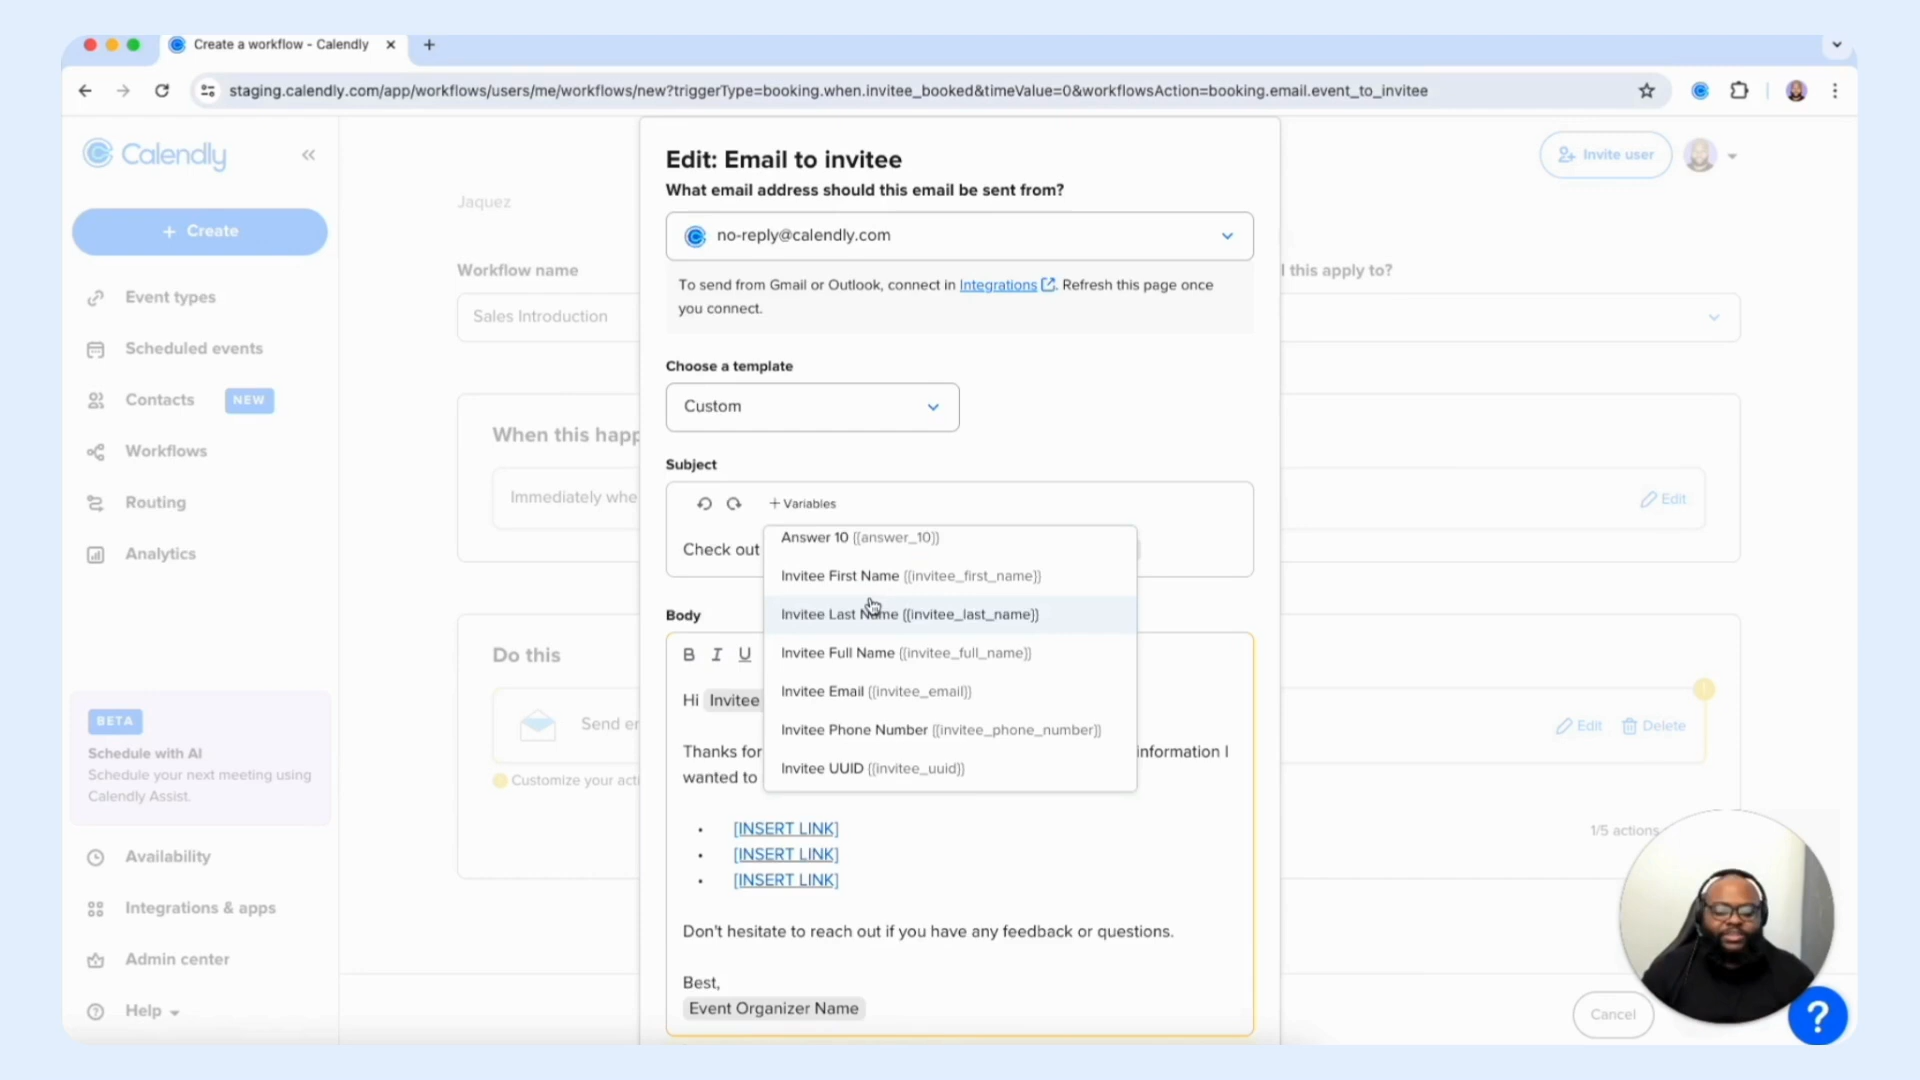 Create a workflow - Calendly
staging.calendly.com/app/workflows/users/me/workflows/new?triggerType=booking.when.invitee_booked&timeValue=0&workflowsAction=booking.email.event_to_invitee
Calendly
Invite user
+ Create
Event types
Scheduled events
Contacts NEW
Workflows
Routing
Analytics
BETA
Schedule with AI
Schedule your next meeting using
Calendly Assist.
Availability
Integrations & apps
Admin center
Help
Jaquez
Workflow name
Sales Introduction
l this apply to?
When this happ
Immediately whe
Edit
Do this
Send er
Edit
Delete
Customize your acti
1/5 actions
Cancel
?
Edit: Email to invitee
What email address should this email be sent from?
no-reply@calendly.com
To send from Gmail or Outlook, connect in Integrations. Refresh this page once
you connect.
Choose a template
Custom
Subject
+ Variables
Check out
Answer 10 {{answer_10}}
Invitee First Name {{invitee_first_name}}
Invitee Last Name {{invitee_last_name}}
Invitee Full Name {{invitee_full_name}}
Invitee Email {{invitee_email}}
Invitee Phone Number {{invitee_phone_number}}
Invitee UUID {{invitee_uuid}}
Body
B I U
Hi Invitee
Thanks for information I
wanted to
• [INSERT LINK]
• [INSERT LINK]
• [INSERT LINK]
Don't hesitate to reach out if you have any feedback or questions.
Best,
Event Organizer Name